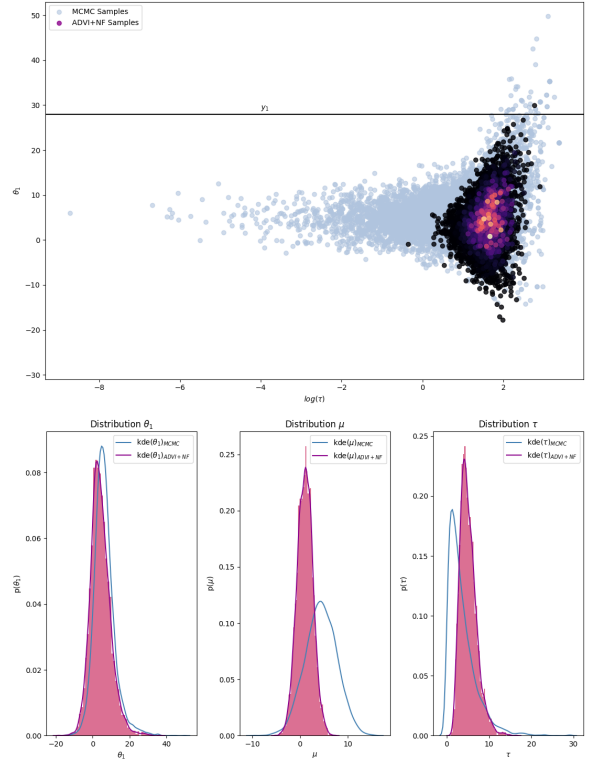 MCMC Samples
ADVI+NF Samples
50
40
30
20
10
0
−10
−20
−30
y₁
θ₁
−8
−6
−4
−2
0
2
log(τ)
Distribution θ₁
kde(θ₁)MCMC
kde(θ₁)ADVI+NF
0.08
0.06
0.04
0.02
0.00
p(θ₁)
−20
0
20
40
θ₁
Distribution μ
kde(μ)MCMC
kde(μ)ADVI+NF
0.25
0.20
0.15
0.10
0.05
0.00
p(μ)
−10
0
10
μ
Distribution τ
kde(τ)MCMC
kde(τ)ADVI+NF
0.25
0.20
0.15
0.10
0.05
0.00
p(τ)
0
10
20
30
τ